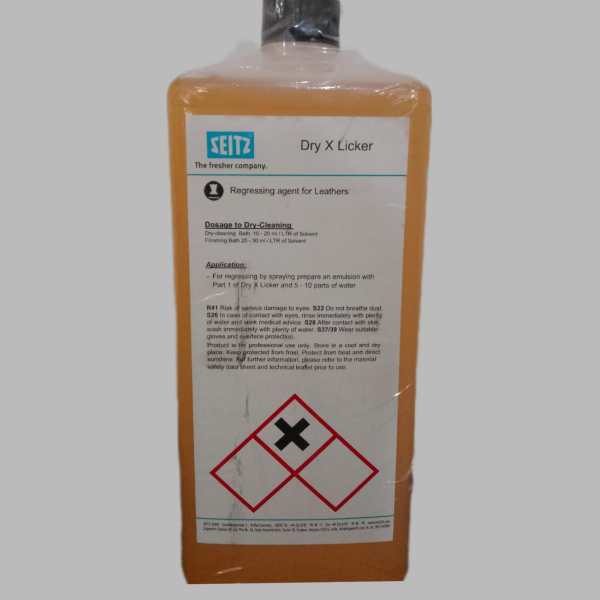 SEITZ
Dry X Licker
The fresher company.
Regressing agent for Leathers
Dosage to Dry-Cleaning
Dry-cleaning Bath 10 - 20 ml / LTR of Solvent
Finishing Bath 20 - 30 ml / LTR of Solvent
Application:
- For regressing by spraying prepare an emulsion with
Part 1 of Dry X Licker and 5 - 10 parts of water
R41 Risk of serious damage to eyes. S22 Do not breathe dust.
S26 In case of contact with eyes, rinse immediately with plenty
of water and seek medical advice. S28 After contact with skin,
wash immediately with plenty of water. S37/39 Wear suitable
gloves and eye/face protection.
Product is for professional use only. Store in a cool and dry
place. Keep protected from frost. Protect from heat and direct
sunshine. For further information, please refer to the material
safety data sheet and technical leaflet prior to use.